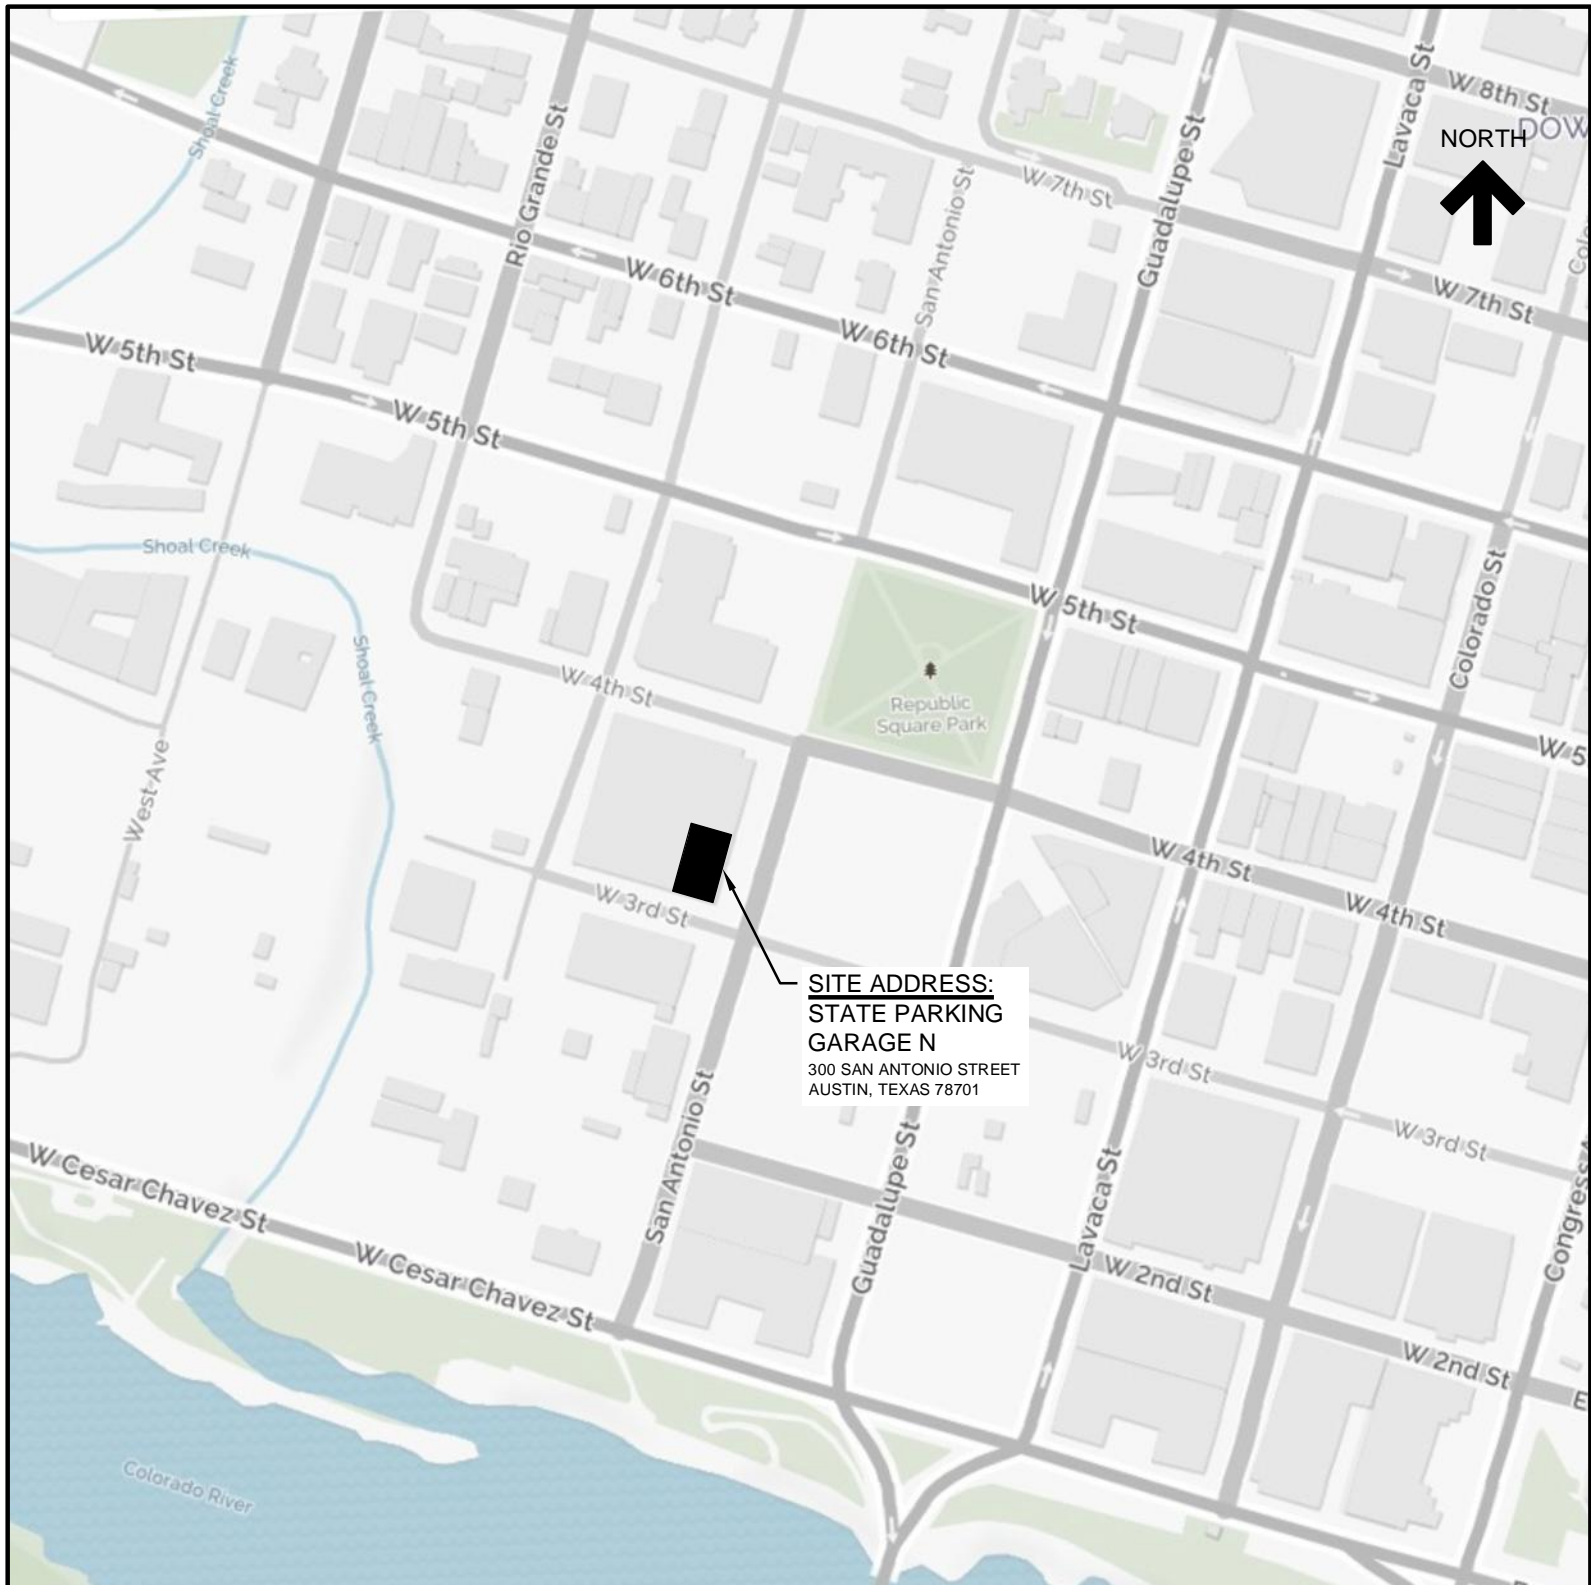 Shoal Creek
W 8th St
Lavaca St
DOW
NORTH
Rio Grande St
Guadalupe St
San Antonio St
W 7th St
W 7th St
W 6th St
W 6th St
W 5th St
W 5th St
Shoal Creek
Shoal Creek
W 5th St
Colorado St
W 4th St
Republic
Square Park
W 5
West Ave
W 3rd St
W 4th St
W 4th St
SITE ADDRESS:
STATE PARKING
GARAGE N
300 SAN ANTONIO STREET
AUSTIN, TEXAS 78701
W 3rd St
W 3rd St
San Antonio St
Guadalupe St
Lavaca St
Congress
W Cesar Chavez St
W Cesar Chavez St
W 2nd St
W 2nd St
E
Colorado River